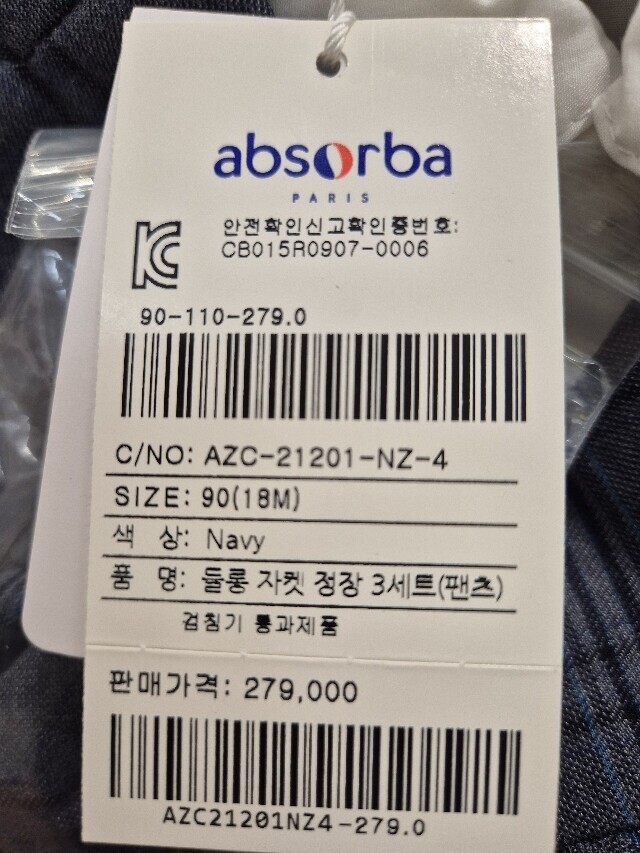 absorba
PARIS
안전확인신고확인증번호:
CB015R0907-0006
90-110-279.0
C/NO: AZC-21201-NZ-4
SIZE: 90(18M)
색 상: Navy
품 명: 들롱 자켓 정장 3세트(팬츠)
검침기 통과제품
판매가격: 279,000
AZC21201NZ4-279.0